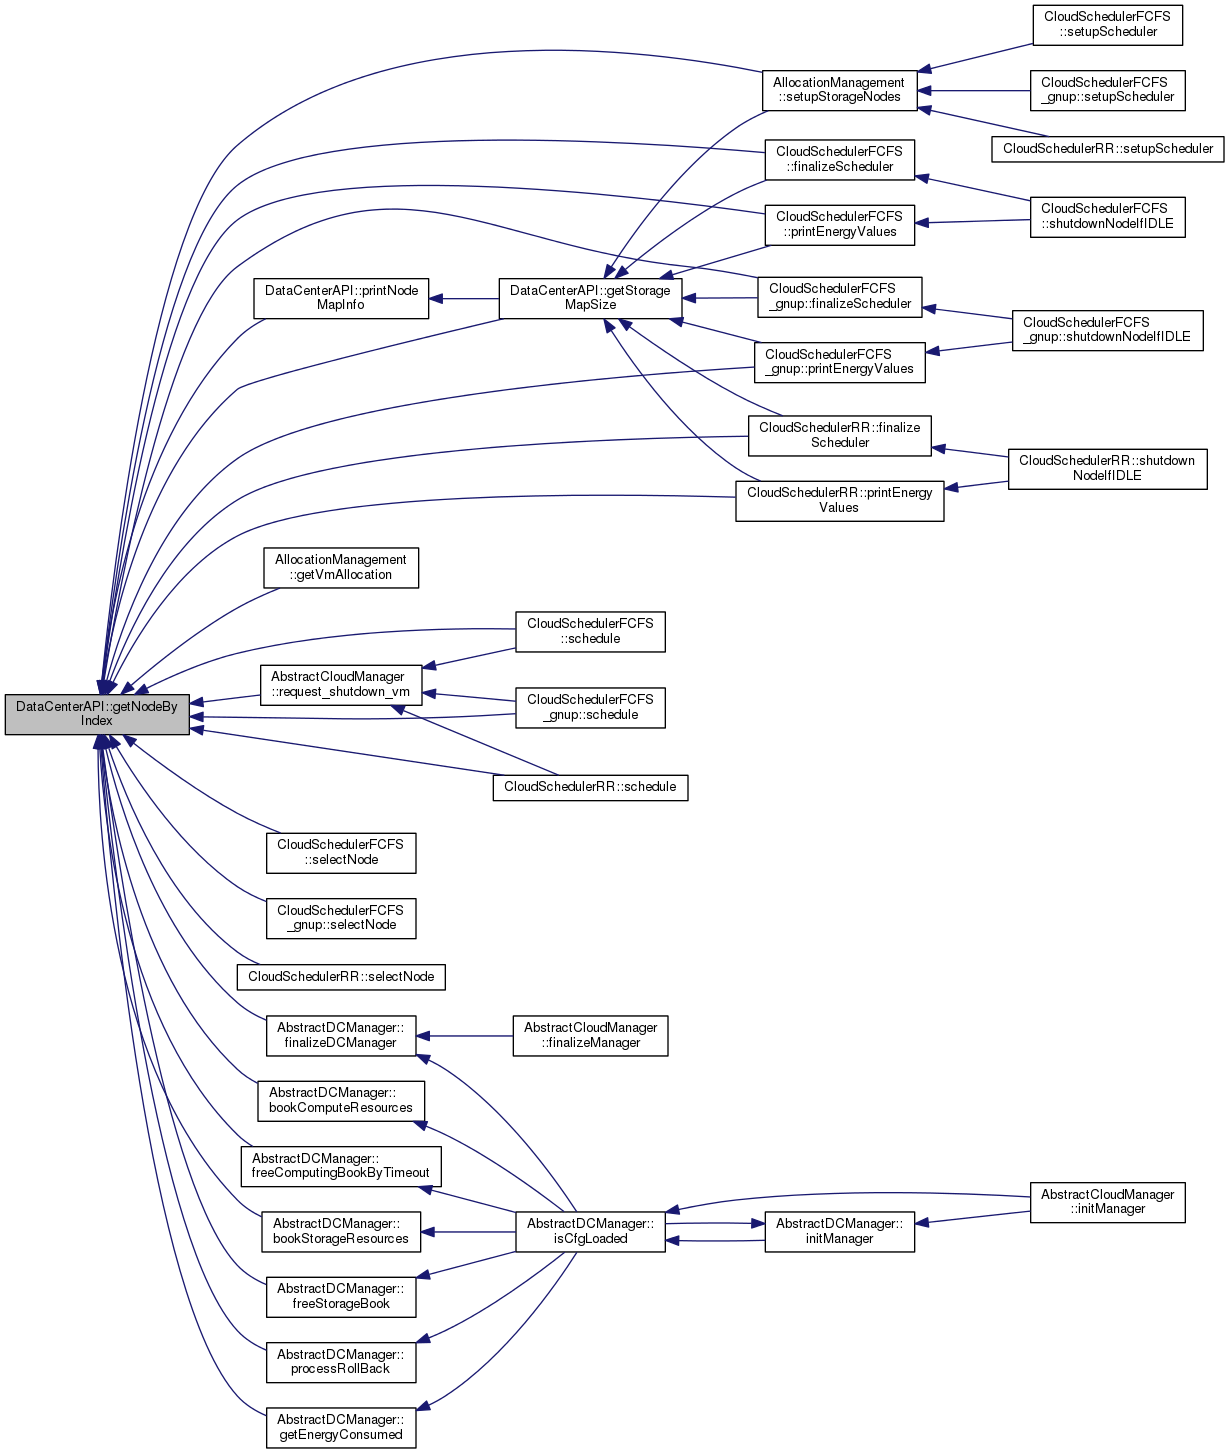 CloudSchedulerFCFS
::setupScheduler
AllocationManagement
::setupStorageNodes
CloudSchedulerFCFS
_gnup::setupScheduler
CloudSchedulerRR::setupScheduler
CloudSchedulerFCFS
::finalizeScheduler
CloudSchedulerFCFS
::shutdownNodeIfIDLE
CloudSchedulerFCFS
::printEnergyValues
DataCenterAPI::printNode
MapInfo
DataCenterAPI::getStorage
MapSize
CloudSchedulerFCFS
_gnup::finalizeScheduler
CloudSchedulerFCFS
_gnup::shutdownNodeIfIDLE
CloudSchedulerFCFS
_gnup::printEnergyValues
CloudSchedulerRR::finalize
Scheduler
CloudSchedulerRR::shutdown
NodeIfIDLE
CloudSchedulerRR::printEnergy
Values
AllocationManagement
::getVmAllocation
CloudSchedulerFCFS
::schedule
AbstractCloudManager
::request_shutdown_vm
DataCenterAPI::getNodeBy
Index
CloudSchedulerFCFS
_gnup::schedule
CloudSchedulerRR::schedule
CloudSchedulerFCFS
::selectNode
CloudSchedulerFCFS
_gnup::selectNode
CloudSchedulerRR::selectNode
AbstractDCManager::
finalizeDCManager
AbstractCloudManager
::finalizeManager
AbstractDCManager::
bookComputeResources
AbstractDCManager::
freeComputingBookByTimeout
AbstractDCManager::
bookStorageResources
AbstractDCManager::
isCfgLoaded
AbstractDCManager::
initManager
AbstractCloudManager
::initManager
AbstractDCManager::
freeStorageBook
AbstractDCManager::
processRollBack
AbstractDCManager::
getEnergyConsumed